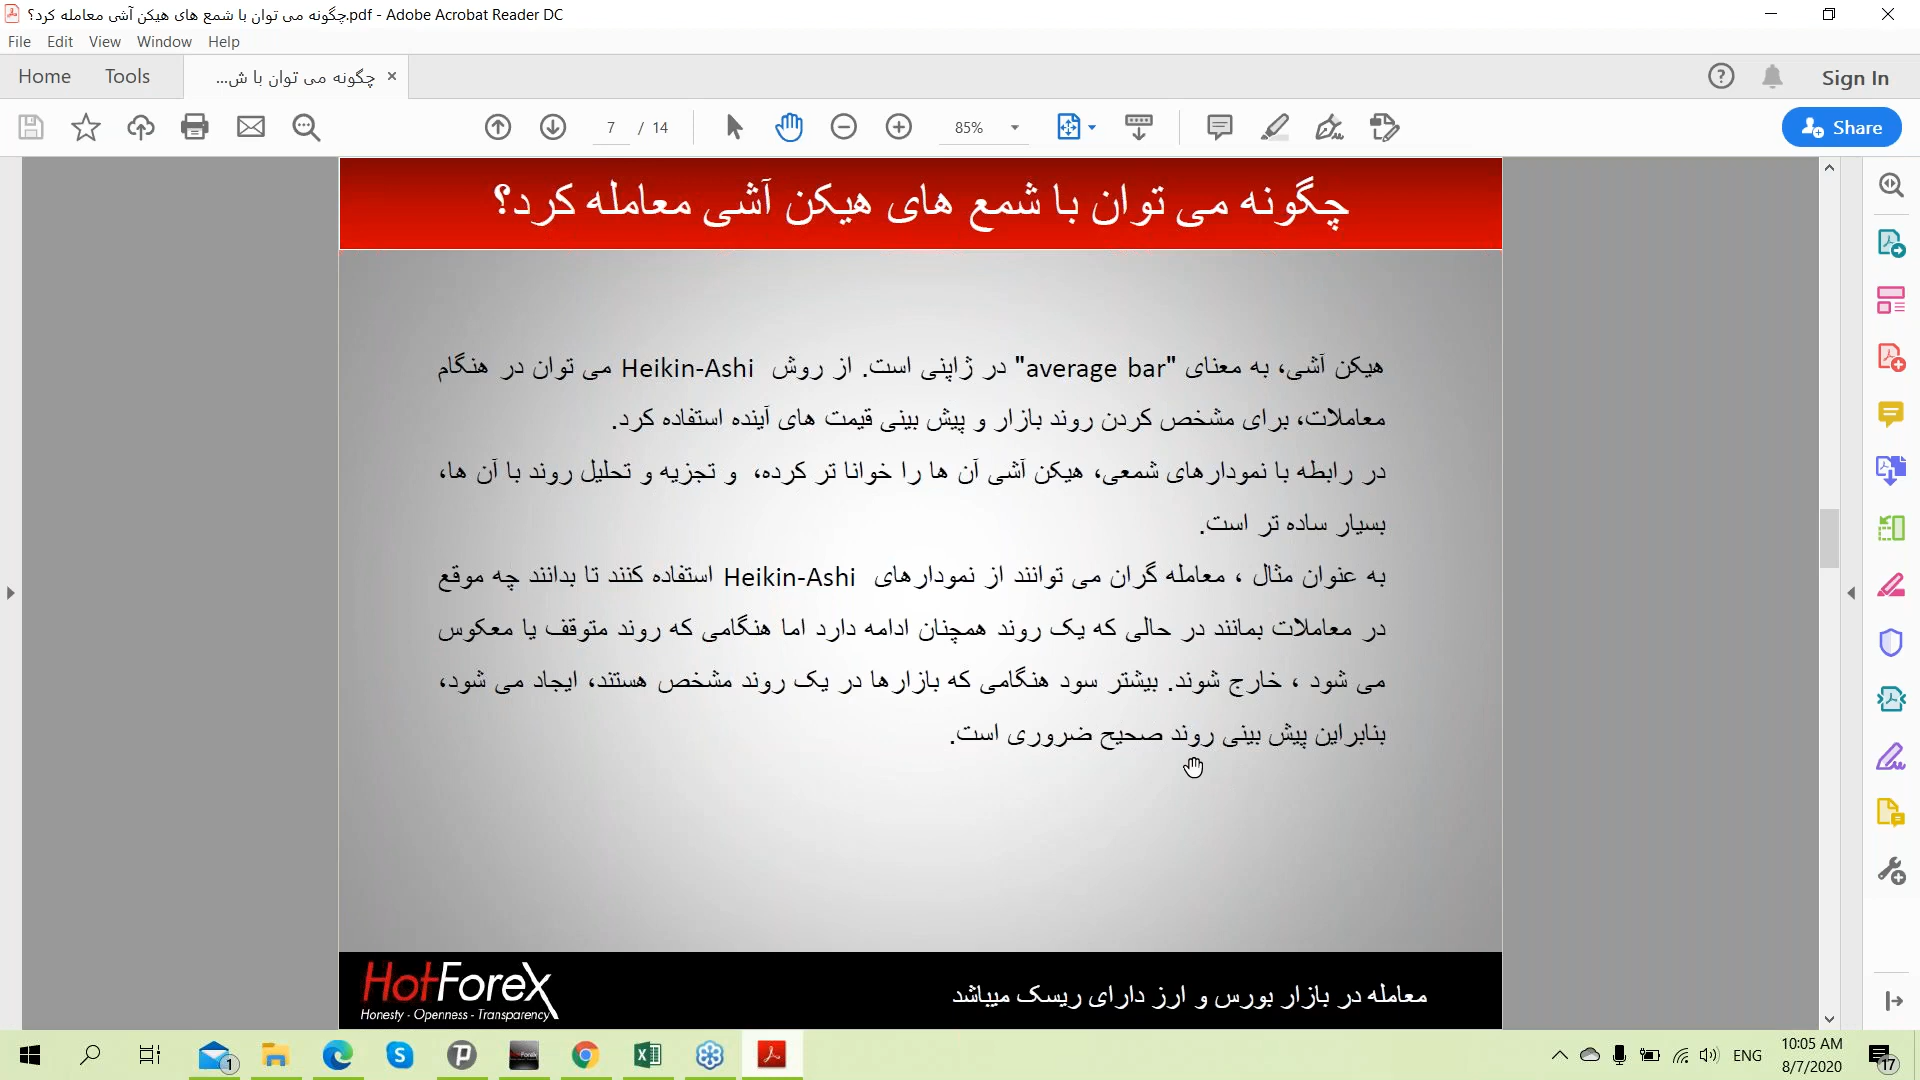 چگونه می توان با شمع های هیکن آشی معامله کرد؟.pdf - Adobe Acrobat Reader DC
File Edit View Window Help
Home Tools چگونه می توان با ش... × Sign In
7 / 14 85% Share
چگونه می توان با شمع های هیکن آشی معامله کرد؟
هیکن آشی، به معنای "average bar" در ژاپنی است. از روش Heikin-Ashi می توان در هنگام
معاملات، برای مشخص کردن روند بازار و پیش بینی قیمت های آینده استفاده کرد.
در رابطه با نمودارهای شمعی، هیکن آشی آن ها را خوانا تر کرده، و تجزیه و تحلیل روند با آن ها،
بسیار ساده تر است.
به عنوان مثال ، معامله گران می توانند از نمودارهای Heikin-Ashi استفاده کنند تا بدانند چه موقع
در معاملات بمانند در حالی که یک روند همچنان ادامه دارد اما هنگامی که روند متوقف یا معکوس
می شود ، خارج شوند. بیشتر سود هنگامی که بازارها در یک روند مشخص هستند، ایجاد می شود،
بنابراین پیش بینی روند صحیح ضروری است.
HotForex
Honesty - Openness - Transparency
معامله در بازار بورس و ارز دارای ریسک میباشد
1
ENG
10:05 AM
8/7/2020
17